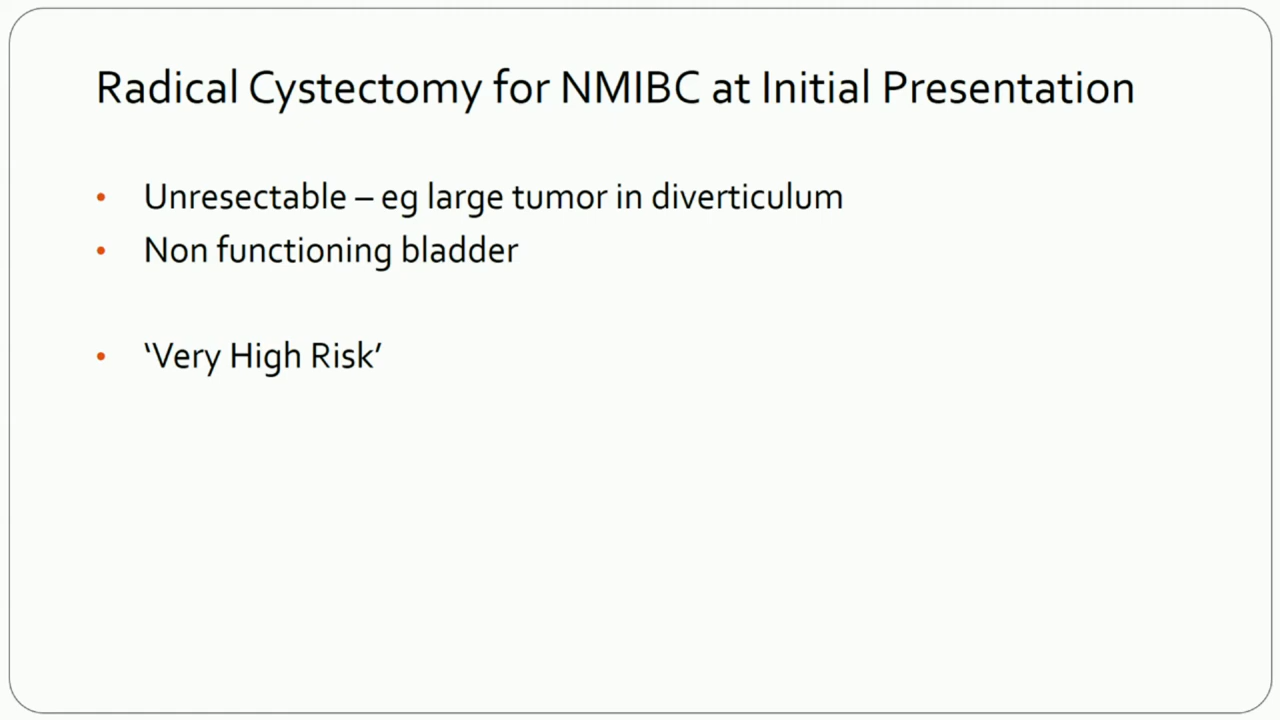 Radical Cystectomy for NMIBC at Initial Presentation
• Unresectable – eg large tumor in diverticulum
• Non functioning bladder
• ‘Very High Risk’